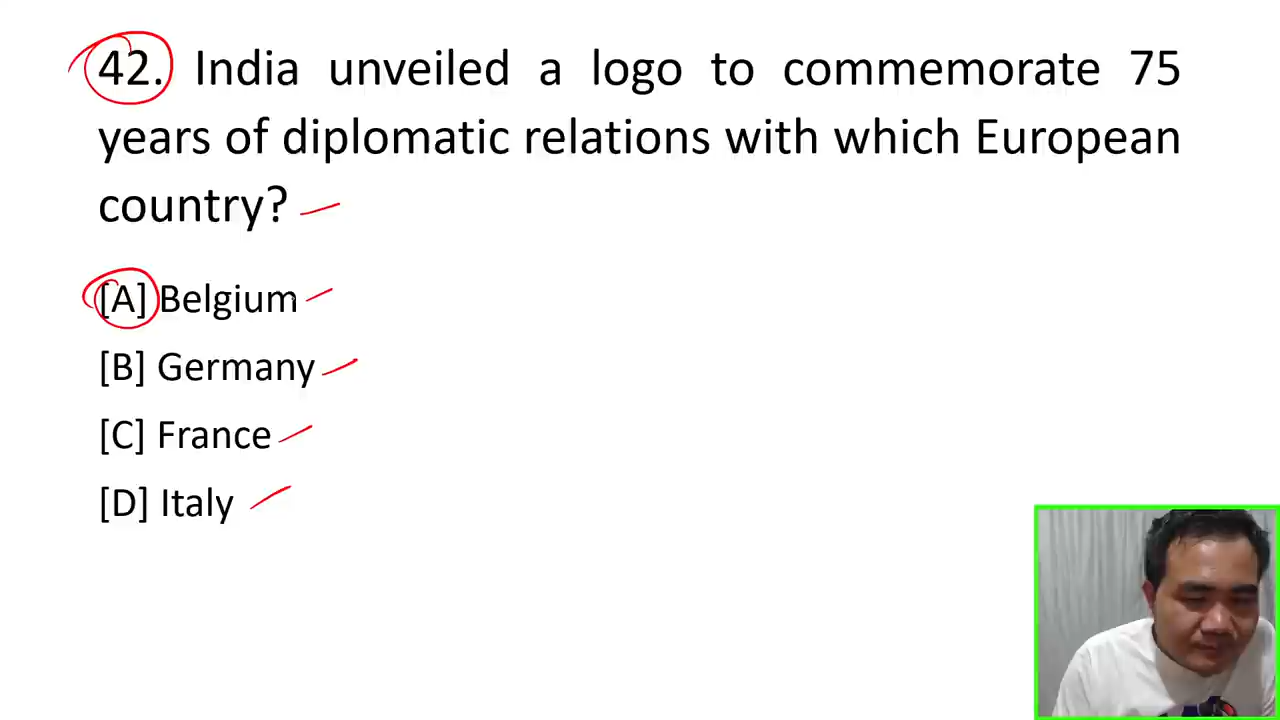 42. India unveiled a logo to commemorate 75
years of diplomatic relations with which European
country?
[A] Belgium
[B] Germany
[C] France
[D] Italy